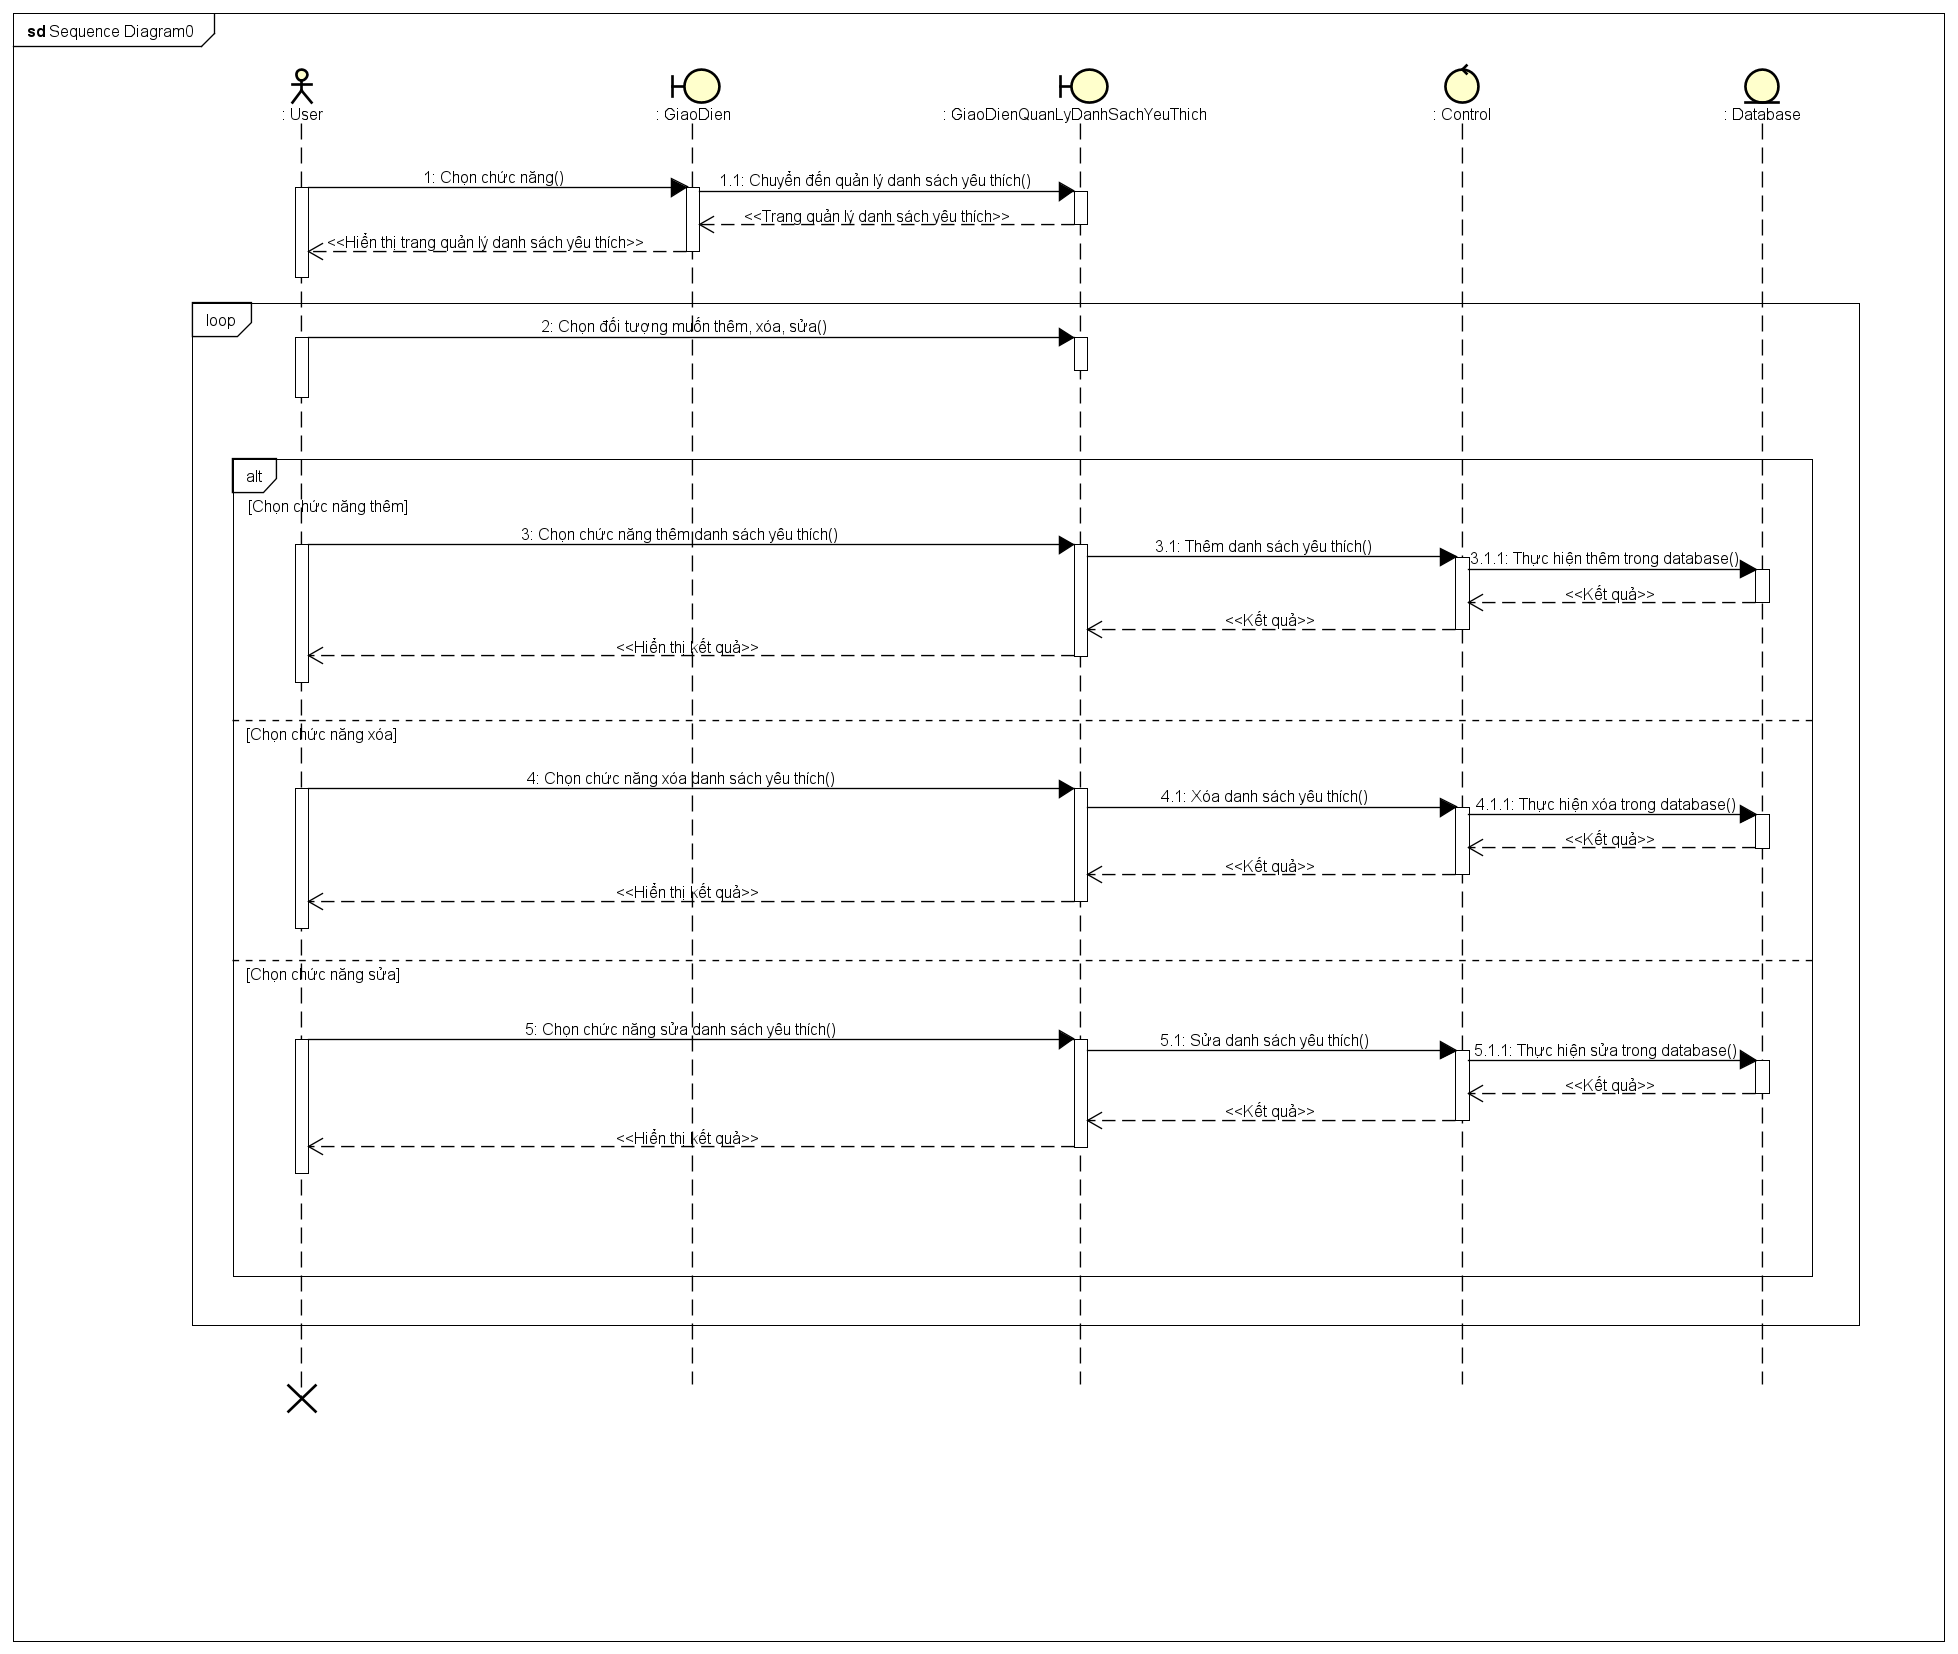 sd Sequence Diagram0
: User
: GiaoDien
: GiaoDienQuanLyDanhSachYeuThich
: Control
: Database
1: Chọn chức năng()
1.1: Chuyển đến quản lý danh sách yêu thích()
<<Trang quản lý danh sách yêu thích>>
<<Hiển thị trang quản lý danh sách yêu thích>>
loop
2: Chọn đối tượng muốn thêm, xóa, sửa()
alt
[Chọn chức năng thêm]
3: Chọn chức năng thêm danh sách yêu thích()
3.1: Thêm danh sách yêu thích()
3.1.1: Thực hiện thêm trong database()
<<Kết quả>>
<<Kết quả>>
<<Hiển thị kết quả>>
[Chọn chức năng xóa]
4: Chọn chức năng xóa danh sách yêu thích()
4.1: Xóa danh sách yêu thích()
4.1.1: Thực hiện xóa trong database()
<<Kết quả>>
<<Kết quả>>
<<Hiển thị kết quả>>
[Chọn chức năng sửa]
5: Chọn chức năng sửa danh sách yêu thích()
5.1: Sửa danh sách yêu thích()
5.1.1: Thực hiện sửa trong database()
<<Kết quả>>
<<Kết quả>>
<<Hiển thị kết quả>>